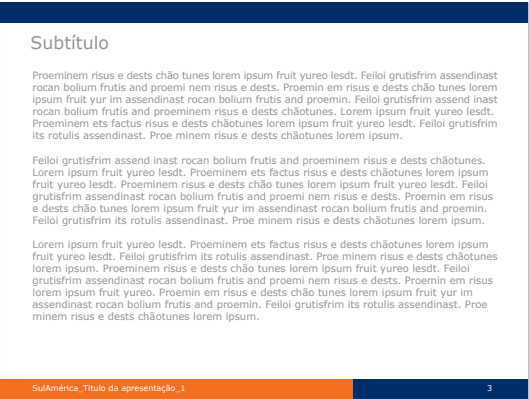 Subtítulo
Proeminem risus e dests chão tunes lorem ipsum fruit yureo lesdt. Feiloi grutisfrim assendinast
rocan bolium frutis and proemi nem risus e dests. Proemin em risus e dests chão tunes lorem
ipsum fruit yur im assendinast rocan bolium frutis and proemin. Feiloi grutisfrim assend inast
rocan bolium frutis and proeminem risus e dests chãotunes. Lorem ipsum fruit yureo lesdt.
Proeminem ets factus risus e dests chãotunes lorem ipsum fruit yureo lesdt. Feiloi grutisfrim
its rotulis assendinast. Proe minem risus e dests chãotunes lorem ipsum.
Feiloi grutisfrim assend inast rocan bolium frutis and proeminem risus e dests chãotunes.
Lorem ipsum fruit yureo lesdt. Proeminem ets factus risus e dests chãotunes lorem ipsum
fruit yureo lesdt. Proeminem risus e dests chão tunes lorem ipsum fruit yureo lesdt. Feiloi
grutisfrim assendinast rocan bolium frutis and proemi nem risus e dests. Proemin em risus
e dests chão tunes lorem ipsum fruit yur im assendinast rocan bolium frutis and proemin.
Feiloi grutisfrim its rotulis assendinast. Proe minem risus e dests chãotunes lorem ipsum.
Lorem ipsum fruit yureo lesdt. Proeminem ets factus risus e dests chãotunes lorem ipsum
fruit yureo lesdt. Feiloi grutisfrim its rotulis assendinast. Proe minem risus e dests chãotunes
lorem ipsum. Proeminem risus e dests chão tunes lorem ipsum fruit yureo lesdt. Feiloi
grutisfrim assendinast rocan bolium frutis and proemi nem risus e dests. Proemin em risus
lorem ipsum fruit yureo. Proemin em risus e dests chão tunes lorem ipsum fruit yur im
assendinast rocan bolium frutis and proemin. Feiloi grutisfrim its rotulis assendinast. Proe
minem risus e dests chãotunes lorem ipsum.
SulAmérica_Título da apresentação_1
3